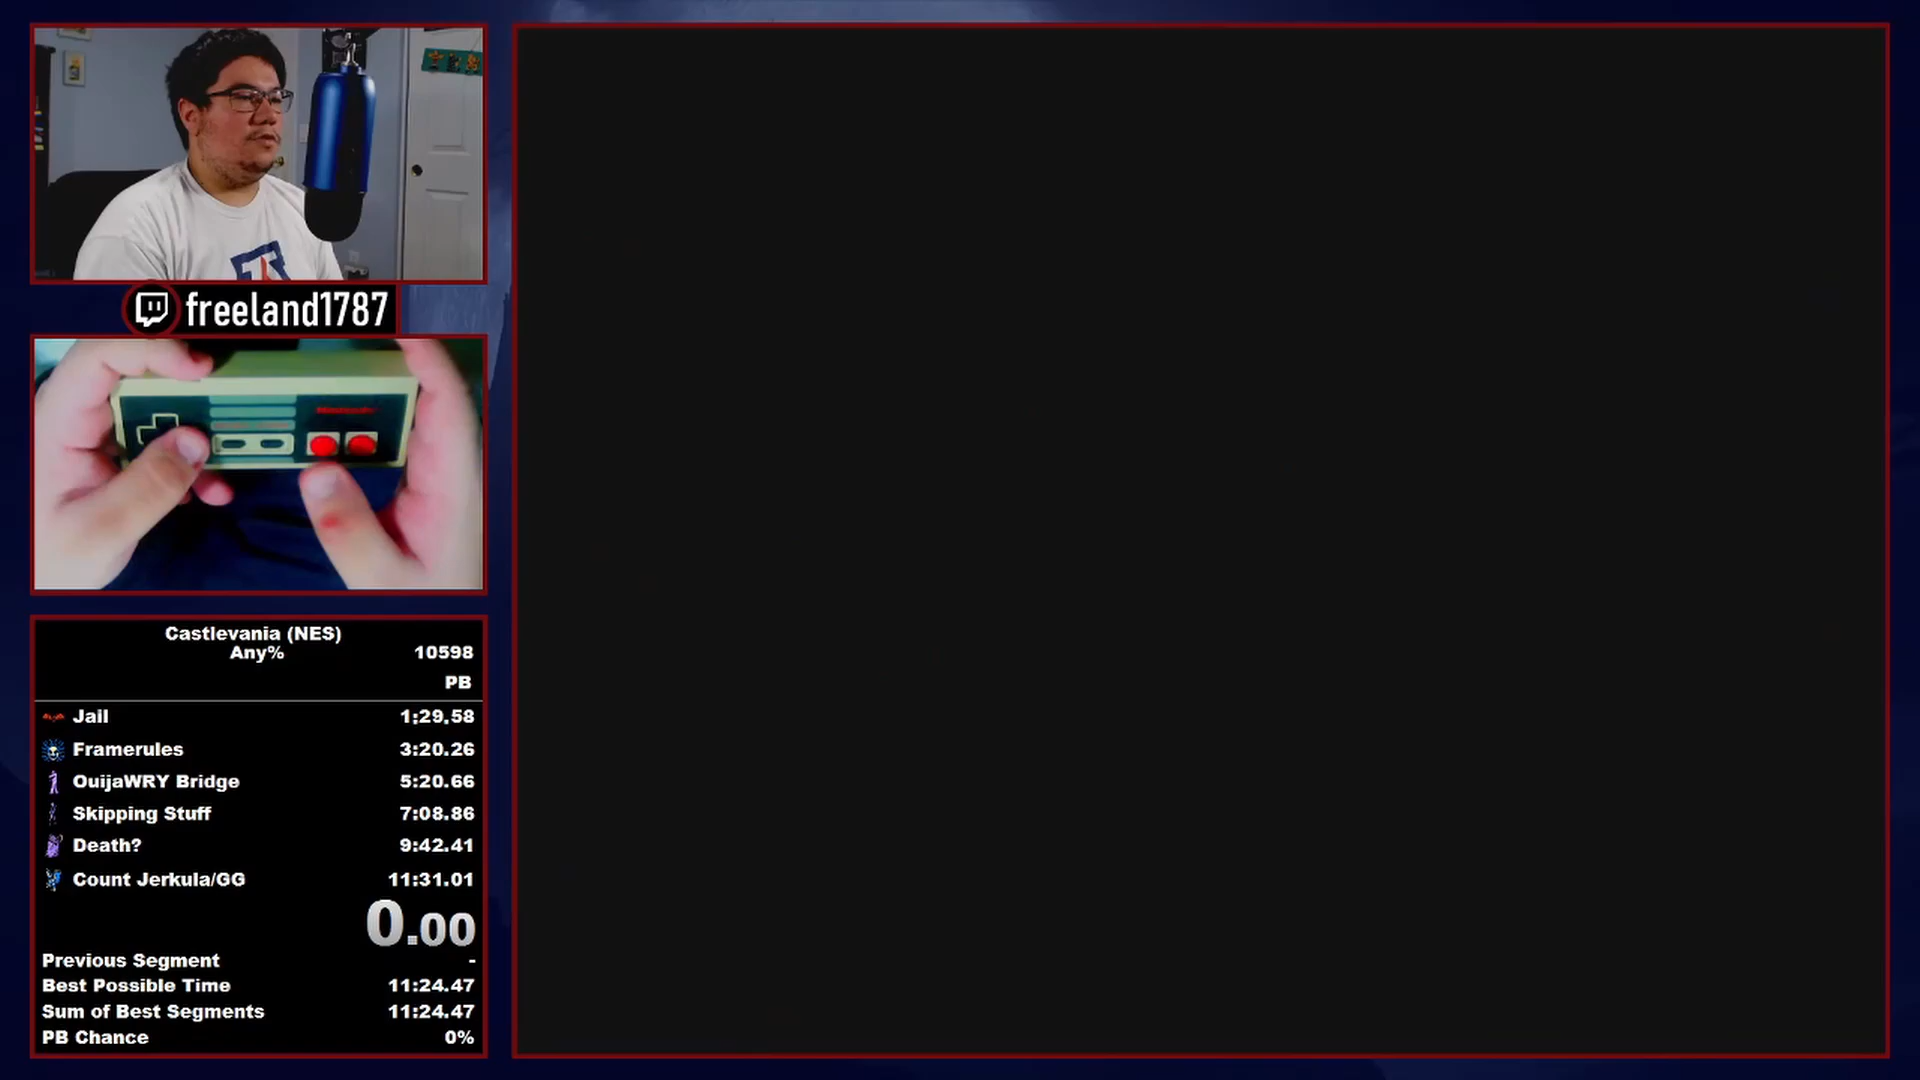 freeland1787
Nintendo
Castlevania (NES)
Any% 10598
PB
Jail 1:29.58
Framerules 3:20.26
OuijaWRY Bridge 5:20.66
Skipping Stuff 7:08.86
Death? 9:42.41
Count Jerkula/GG 11:31.01
0.00
Previous Segment -
Best Possible Time 11:24.47
Sum of Best Segments 11:24.47
PB Chance 0%